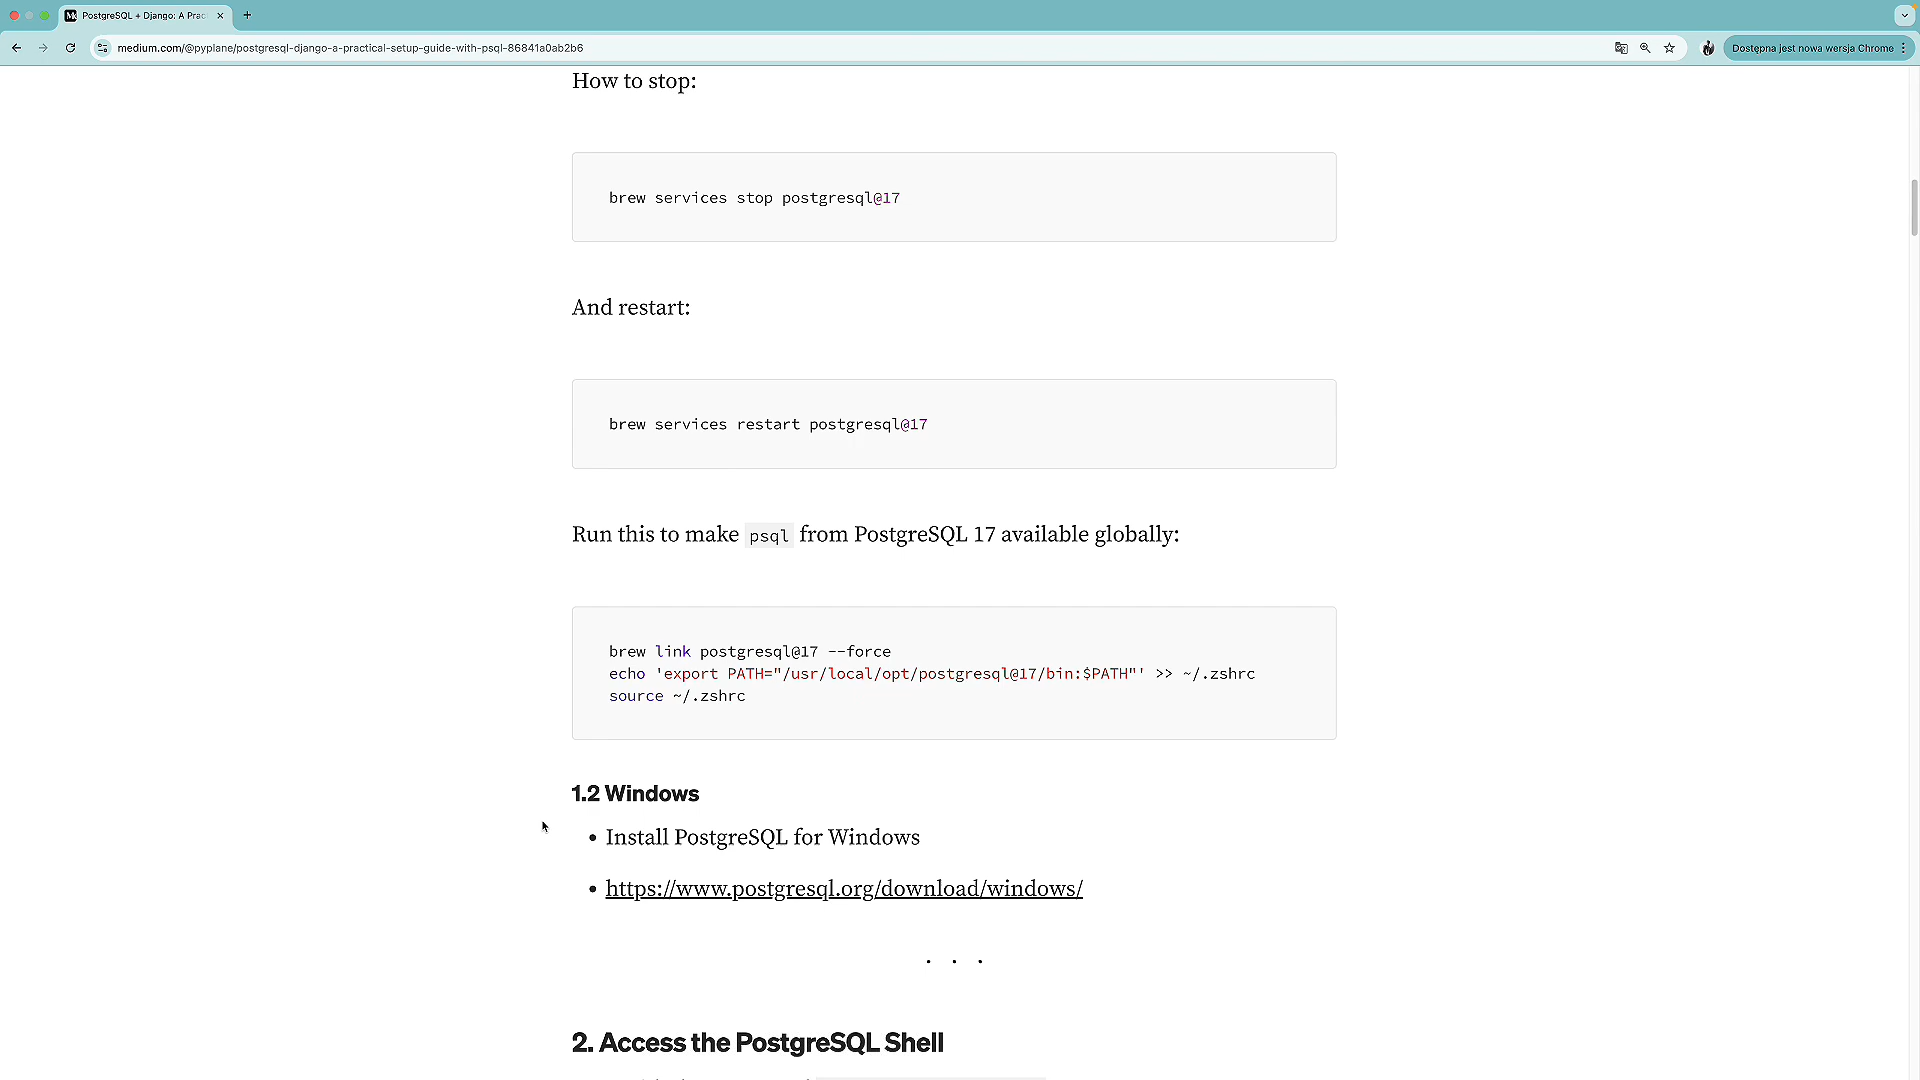 PostgreSQL + Django: A Prac
medium.com/@pyplane/postgresql-django-a-practical-setup-guide-with-psql-86841a0ab2b6
Dostępna jest nowa wersja Chrome
How to stop:
brew services stop postgresql@17
And restart:
brew services restart postgresql@17
Run this to make psql from PostgreSQL 17 available globally:
brew link postgresql@17 --force
echo 'export PATH="/usr/local/opt/postgresql@17/bin:$PATH"' >> ~/.zshrc
source ~/.zshrc
1.2 Windows
• Install PostgreSQL for Windows
• https://www.postgresql.org/download/windows/
. . .
2. Access the PostgreSQL Shell